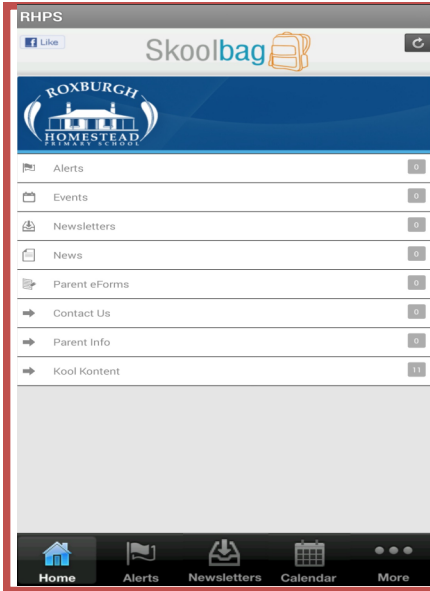 RHPS
Like
Skoolbag
ROXBURGH
HOMESTEAD
PRIMARY SCHOOL
Alerts 0
Events 0
Newsletters 0
News 0
Parent eForms 0
Contact Us 0
Parent Info 0
Kool Kontent 11
Home Alerts Newsletters Calendar More